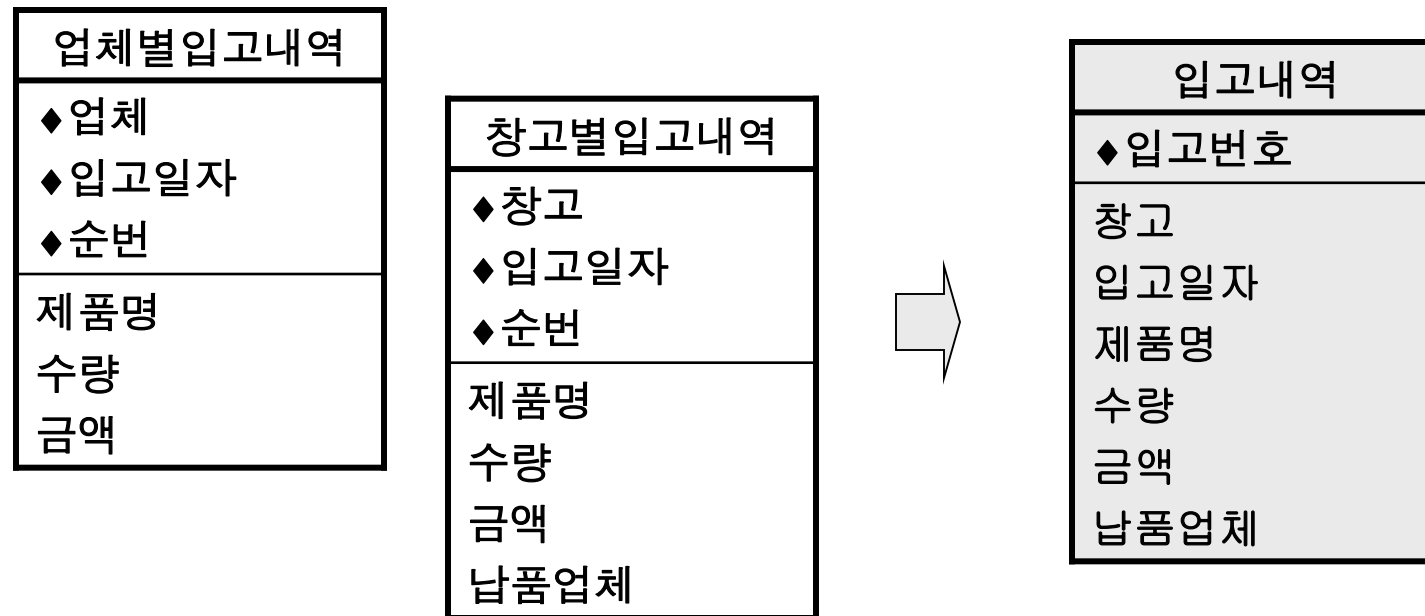 업체별입고내역
♦업체
♦입고일자
♦순번
제품명
수량
금액
창고별입고내역
♦창고
♦입고일자
♦순번
제품명
수량
금액
납품업체
입고내역
♦입고번호
창고
입고일자
제품명
수량
금액
납품업체